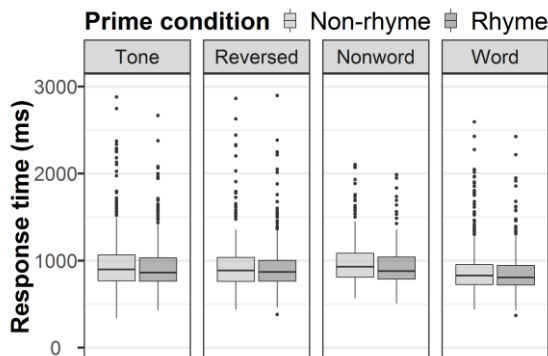 Prime condition Non-rhyme Rhyme
Tone Reversed Nonword Word
Response time (ms)
3000
2000
1000
0